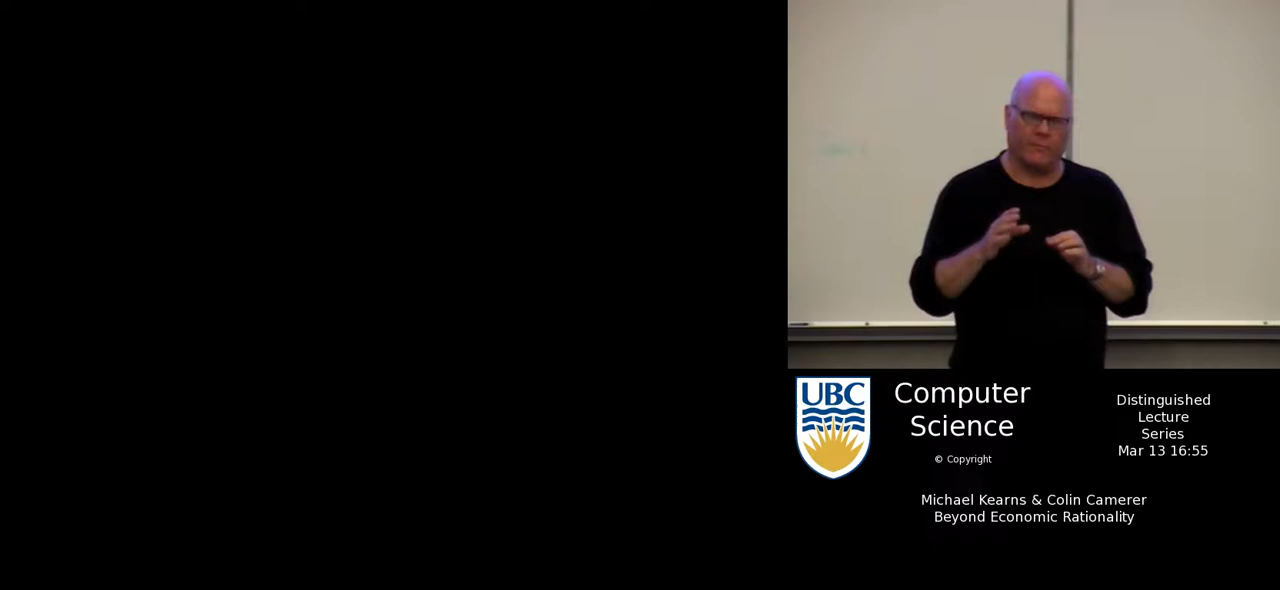 UBC
Computer
Science
© Copyright
Distinguished
Lecture
Series
Mar 13 16:55
Michael Kearns & Colin Camerer
Beyond Economic Rationality